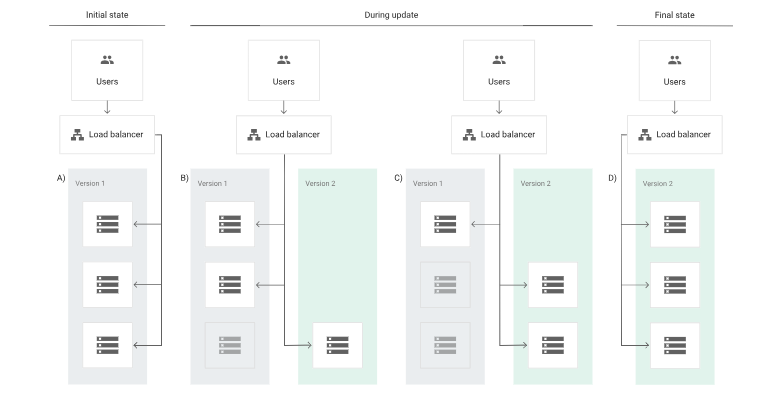 Initial state
During update
Final state
Users
Users
Users
Users
Load balancer
Load balancer
Load balancer
Load balancer
A)
Version 1
B)
Version 1
Version 2
C)
Version 1
Version 2
D)
Version 2